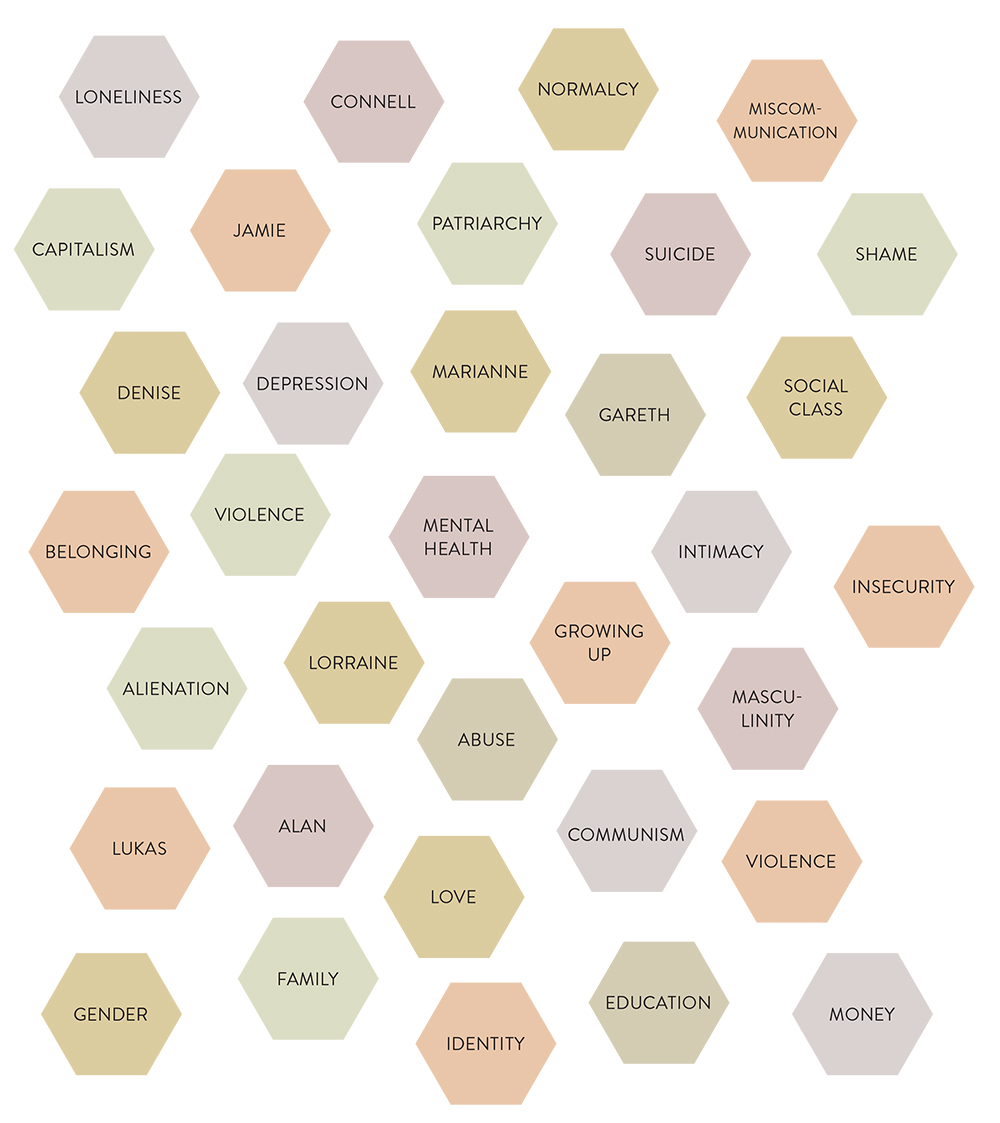 LONELINESS
CONNELL
NORMALCY
MISCOM-
MUNICATION
CAPITALISM
JAMIE
PATRIARCHY
SUICIDE
SHAME
DENISE
DEPRESSION
MARIANNE
GARETH
SOCIAL
CLASS
BELONGING
VIOLENCE
MENTAL
HEALTH
INTIMACY
INSECURITY
ALIENATION
LORRAINE
GROWING
UP
MASCU-
LINITY
ABUSE
LUKAS
ALAN
COMMUNISM
VIOLENCE
LOVE
GENDER
FAMILY
IDENTITY
EDUCATION
MONEY